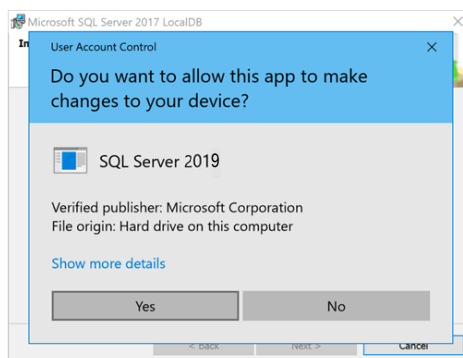 Microsoft SQL Server 2017 LocalDB
In
User Account Control
Do you want to allow this app to make
changes to your device?
SQL Server 2019
Verified publisher: Microsoft Corporation
File origin: Hard drive on this computer
Show more details
Yes No
< Back Next > Cancel